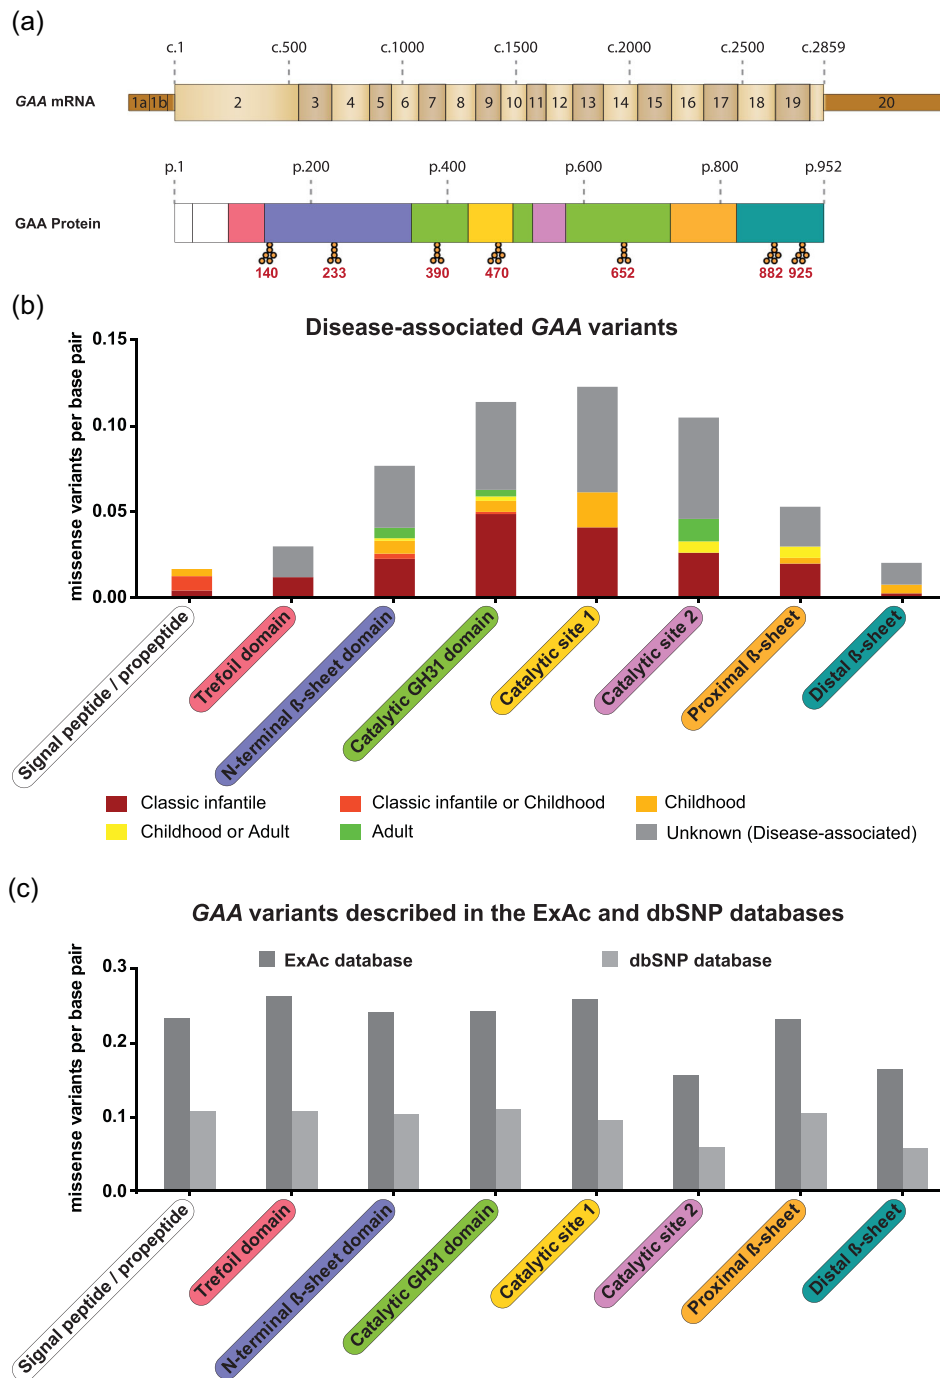 (a)
c.1 c.500 c.1000 c.1500 c.2000 c.2500 c.2859
GAA mRNA 1a 1b 2 3 4 5 6 7 8 9 10 11 12 13 14 15 16 17 18 19 20
p.1 p.200 p.400 p.600 p.800 p.952
GAA Protein
140 233 390 470 652 882 925
(b)
Disease-associated GAA variants
missense variants per base pair
0.15
0.10
0.05
0.00
Signal peptide / propeptide
Trefoil domain
N-terminal ß-sheet domain
Catalytic GH31 domain
Catalytic site 1
Catalytic site 2
Proximal ß-sheet
Distal ß-sheet
Classic infantile Classic infantile or Childhood Childhood
Childhood or Adult Adult Unknown (Disease-associated)
(c)
GAA variants described in the ExAc and dbSNP databases
ExAc database dbSNP database
missense variants per base pair
0.3
0.2
0.1
0.0
Signal peptide / propeptide
Trefoil domain
N-terminal ß-sheet domain
Catalytic GH31 domain
Catalytic site 1
Catalytic site 2
Proximal ß-sheet
Distal ß-sheet